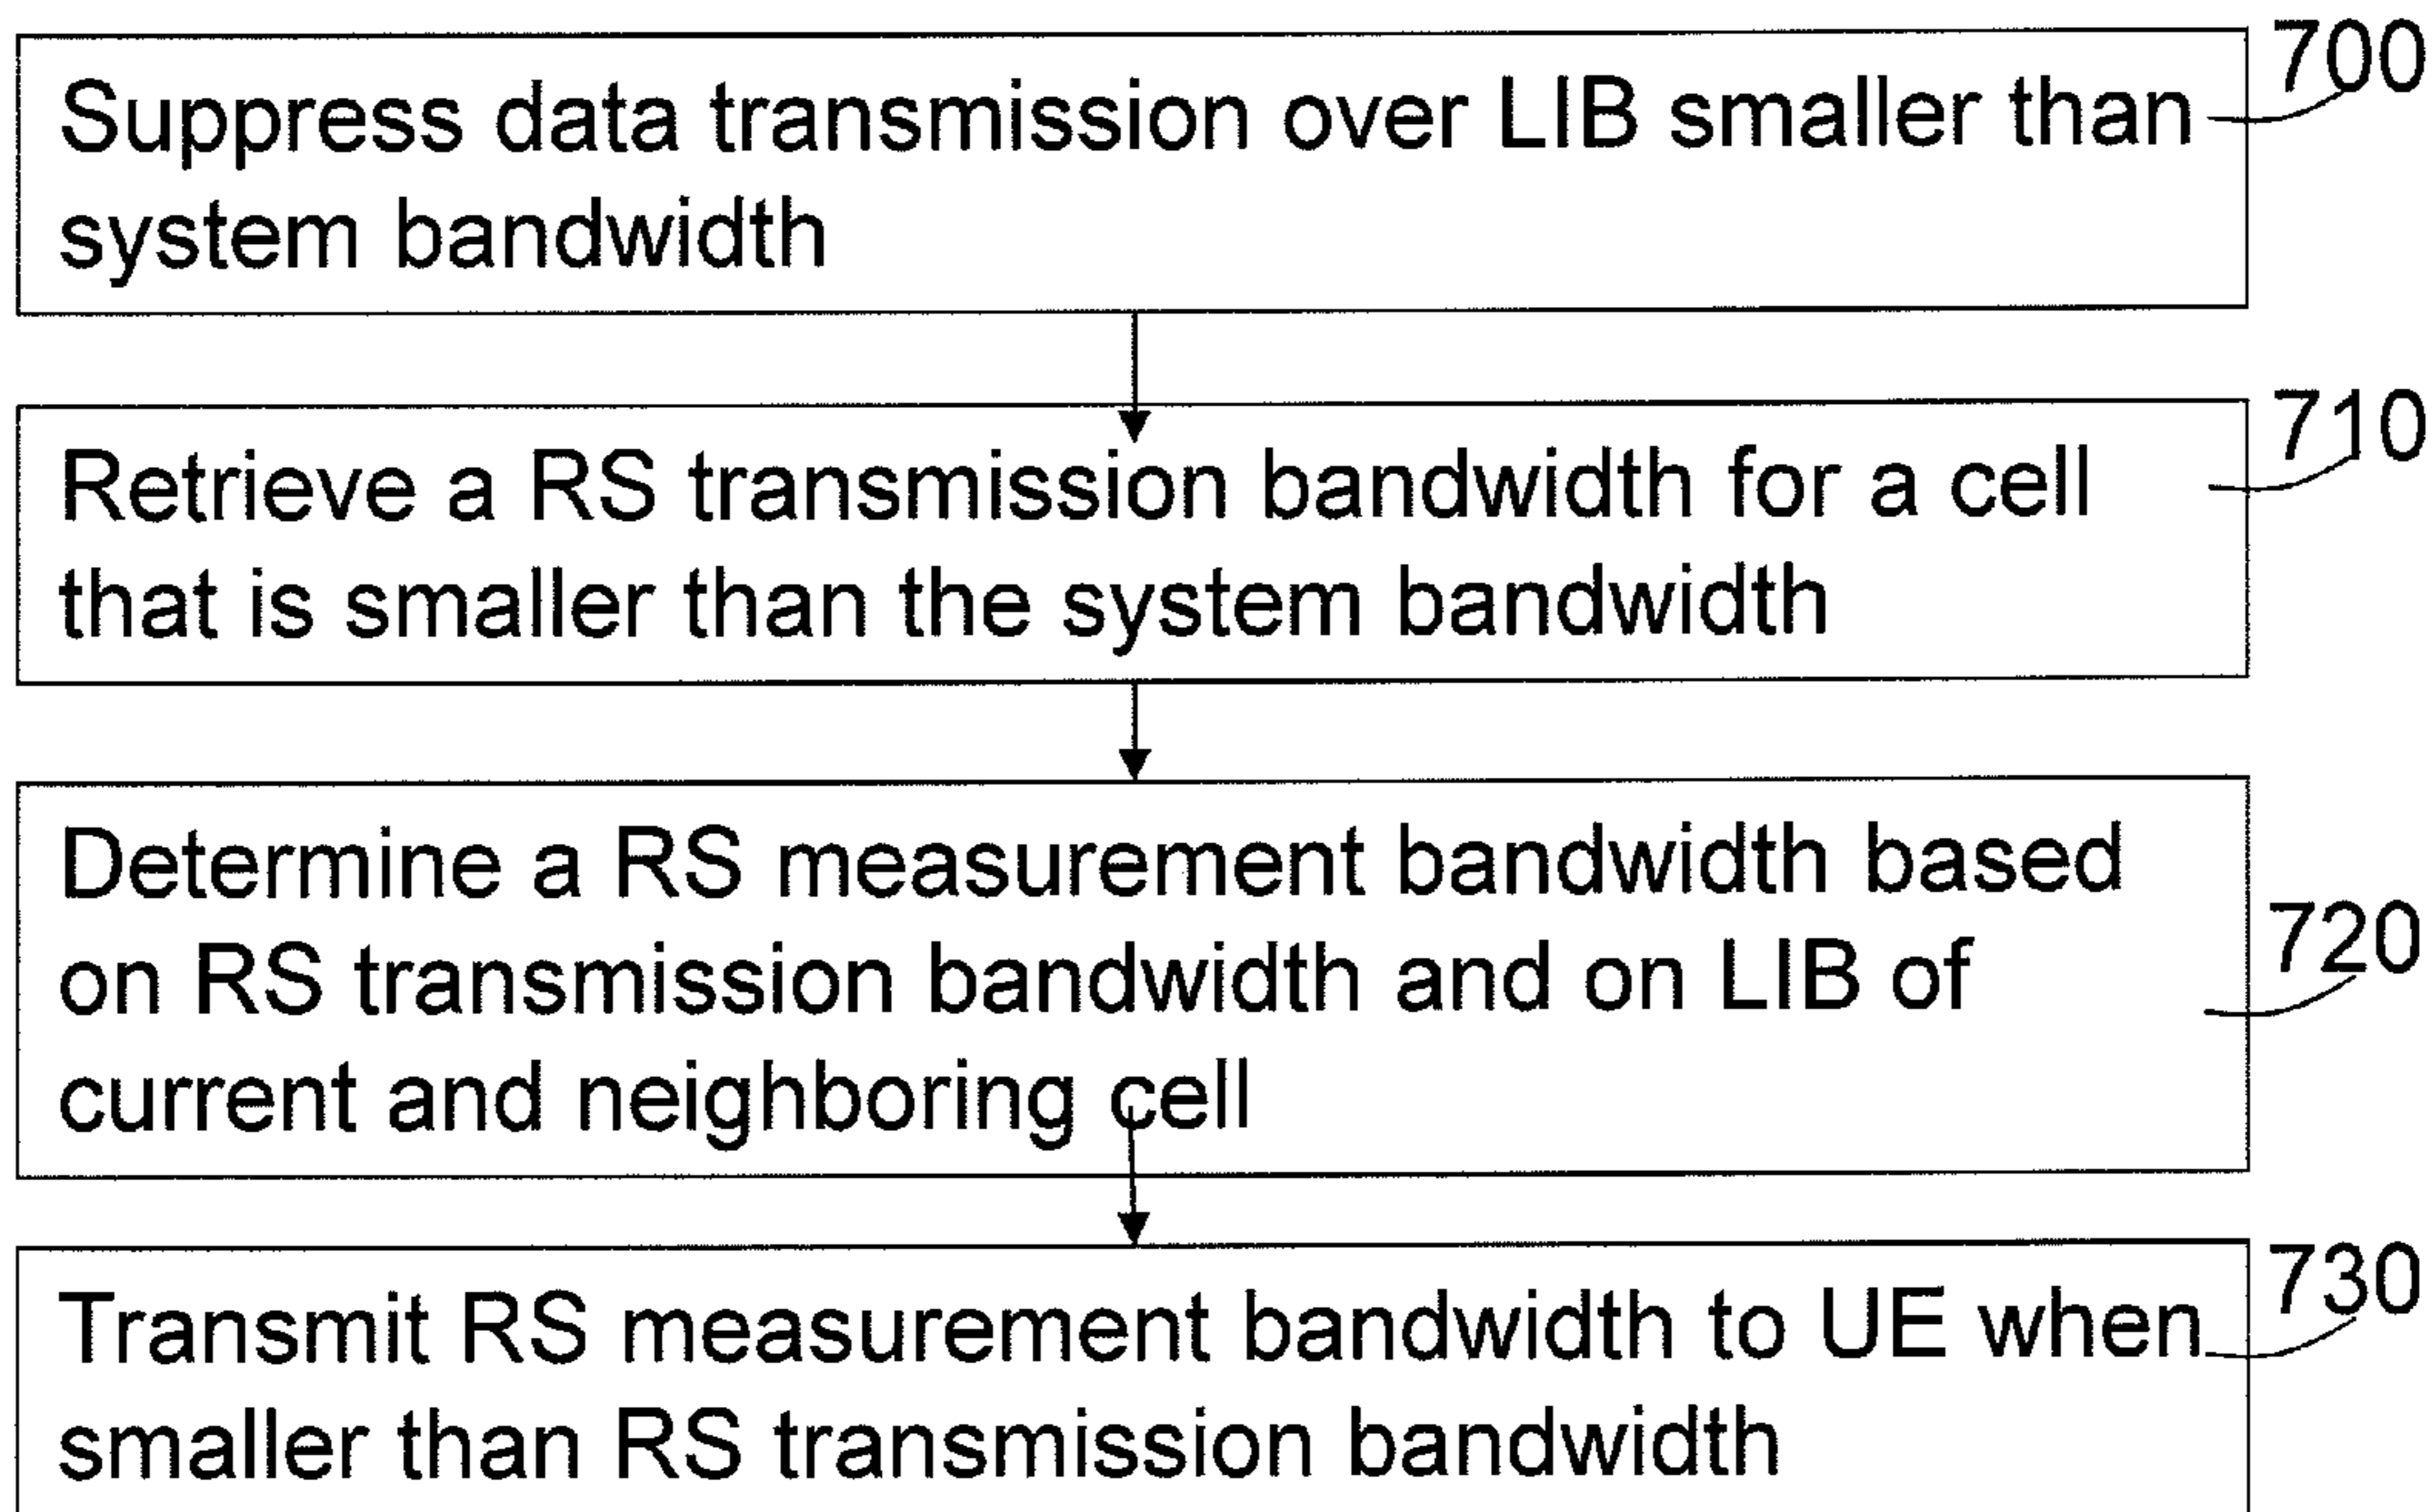 700
Suppress data transmission over LIB smaller than
system bandwidth
710
Retrieve a RS transmission bandwidth for a cell
that is smaller than the system bandwidth
Determine a RS measurement bandwidth based
720
on RS transmission bandwidth and on LIB of
current and neighboring cell
730
Transmit RS measurement bandwidth to UE when
smaller than RS transmission bandwidth